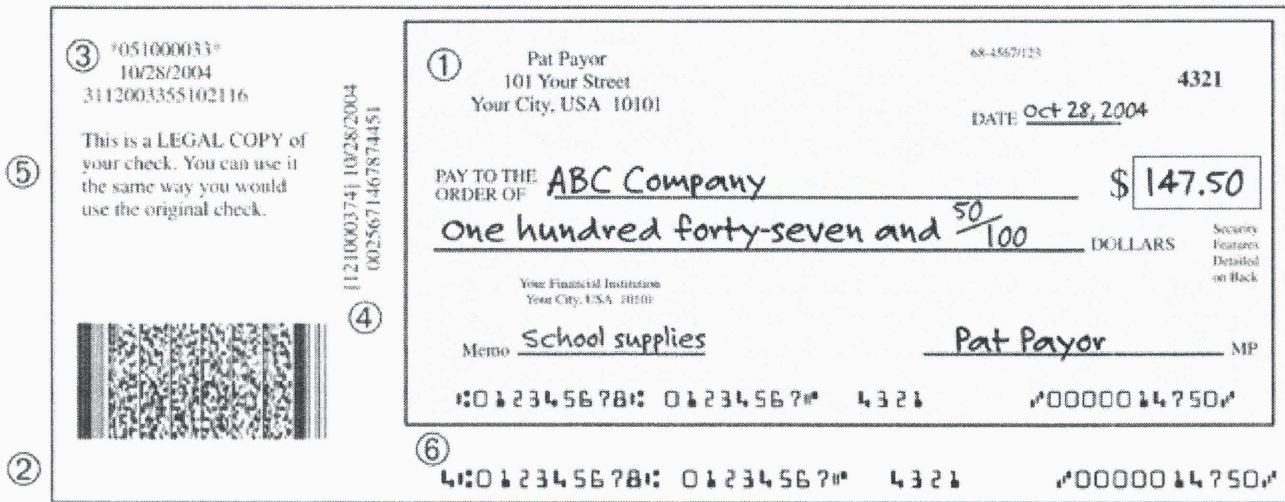 ③ *051000033*
10/28/2004
3112003355102116
⑤ This is a LEGAL COPY of
your check. You can use it
the same way you would
use the original check.
[121000374] 10/28/2004
0025671467874451
④
②
① Pat Payor
101 Your Street
Your City, USA 10101
68-4567/123
4321
DATE Oct 28, 2004
PAY TO THE
ORDER OF ABC Company $ 147.50
One hundred forty-seven and 50/100 DOLLARS
Security
Features
Detailed
on Back
Your Financial Institution
Your City, USA 10101
Memo School supplies Pat Payor MP
⑆012345678⑆ 01234567⑈ 4321 ⑇0000014750⑇
⑥
4⑆012345678⑆ 01234567⑈ 4321 ⑇0000014750⑇